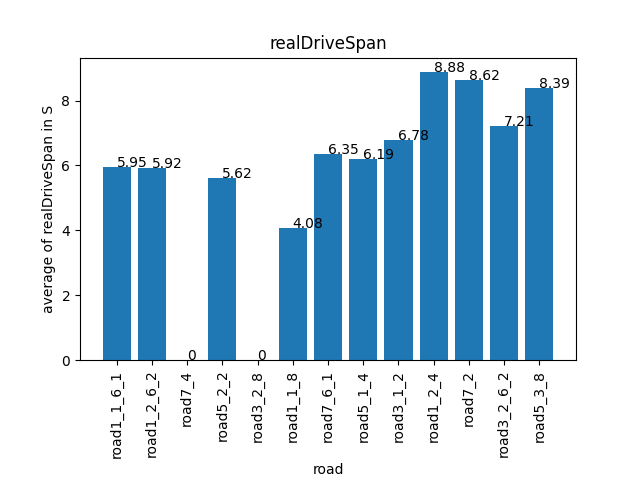 realDriveSpan
average of realDriveSpan in S
8
6
4
2
0
5.95
5.92
0
5.62
0
4.08
6.35
6.19
6.78
8.88
8.62
7.21
8.39
road1_1_6_1
road1_2_6_2
road7_4
road5_2_2
road3_2_8
road1_1_8
road7_6_1
road5_1_4
road3_1_2
road1_2_4
road7_2
road3_2_6_2
road5_3_8
road